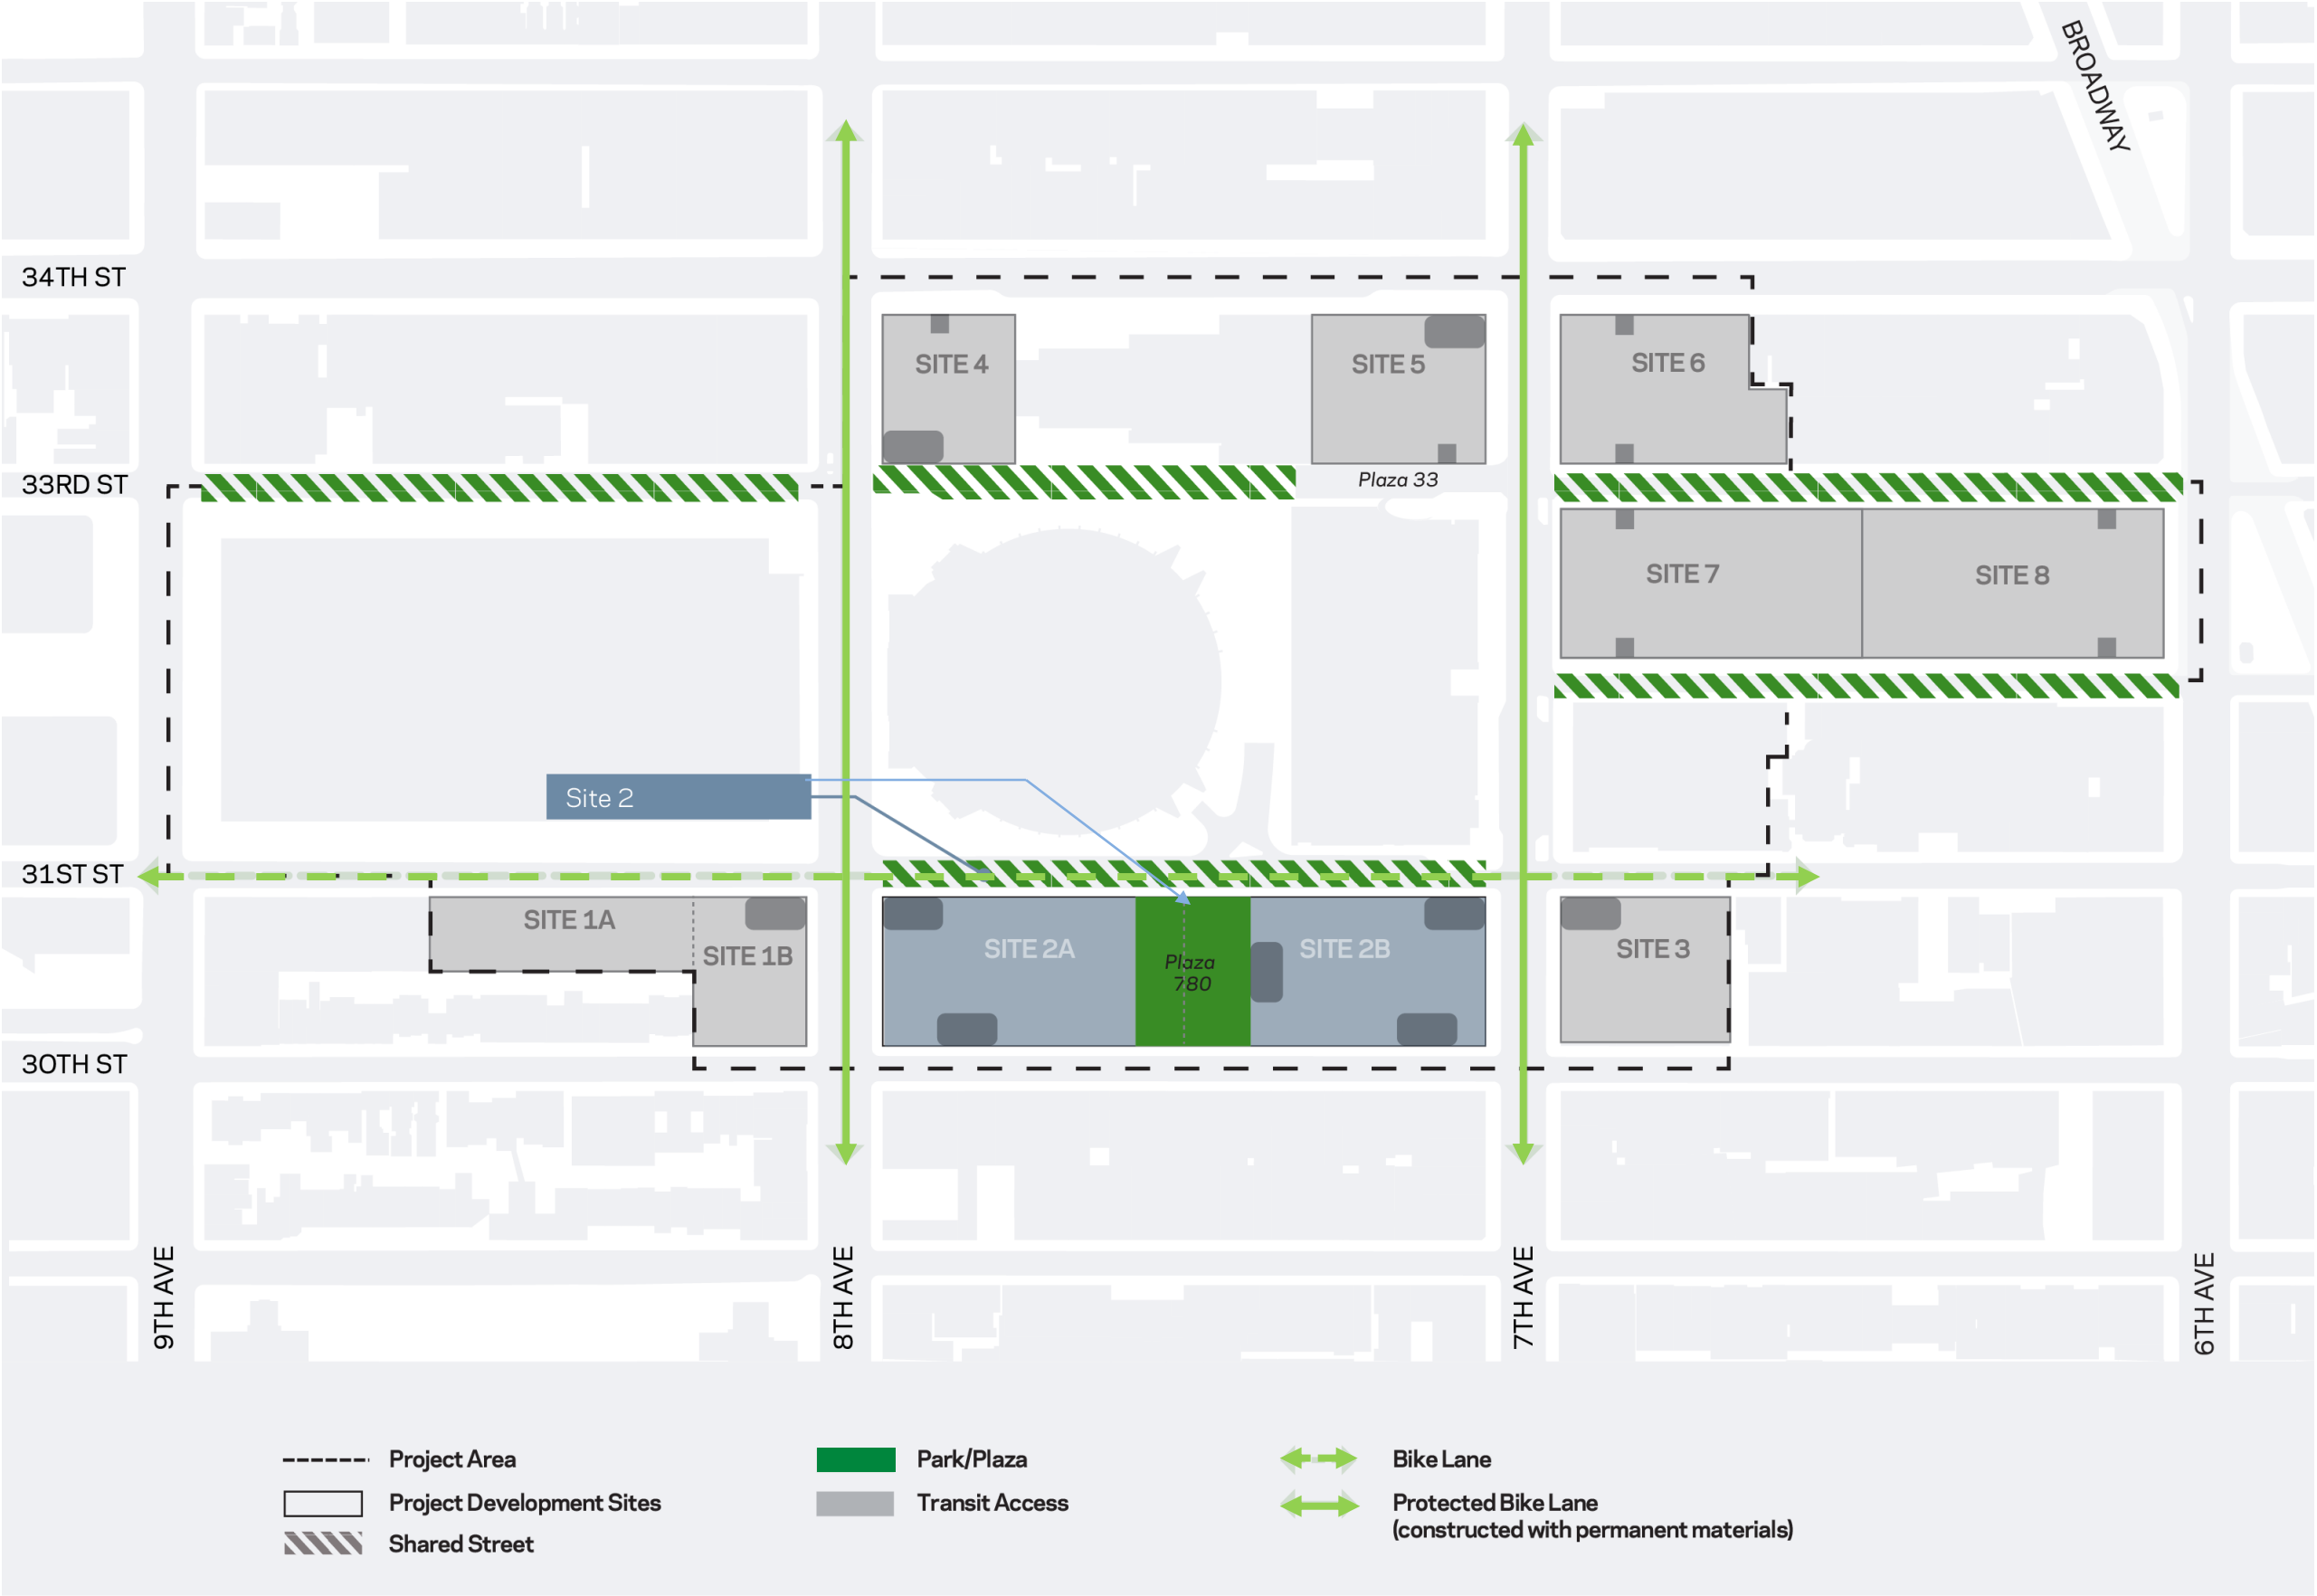 BROADWAY
34TH ST
SITE 4
SITE 5
SITE 6
33RD ST
Plaza 33
SITE 7
SITE 8
Site 2
31ST ST
SITE 1A
SITE 1B
SITE 2A
Plaza
780
SITE 2B
SITE 3
30TH ST
9TH AVE
8TH AVE
7TH AVE
6TH AVE
Project Area
Project Development Sites
Shared Street
Park/Plaza
Transit Access
Bike Lane
Protected Bike Lane
(constructed with permanent materials)